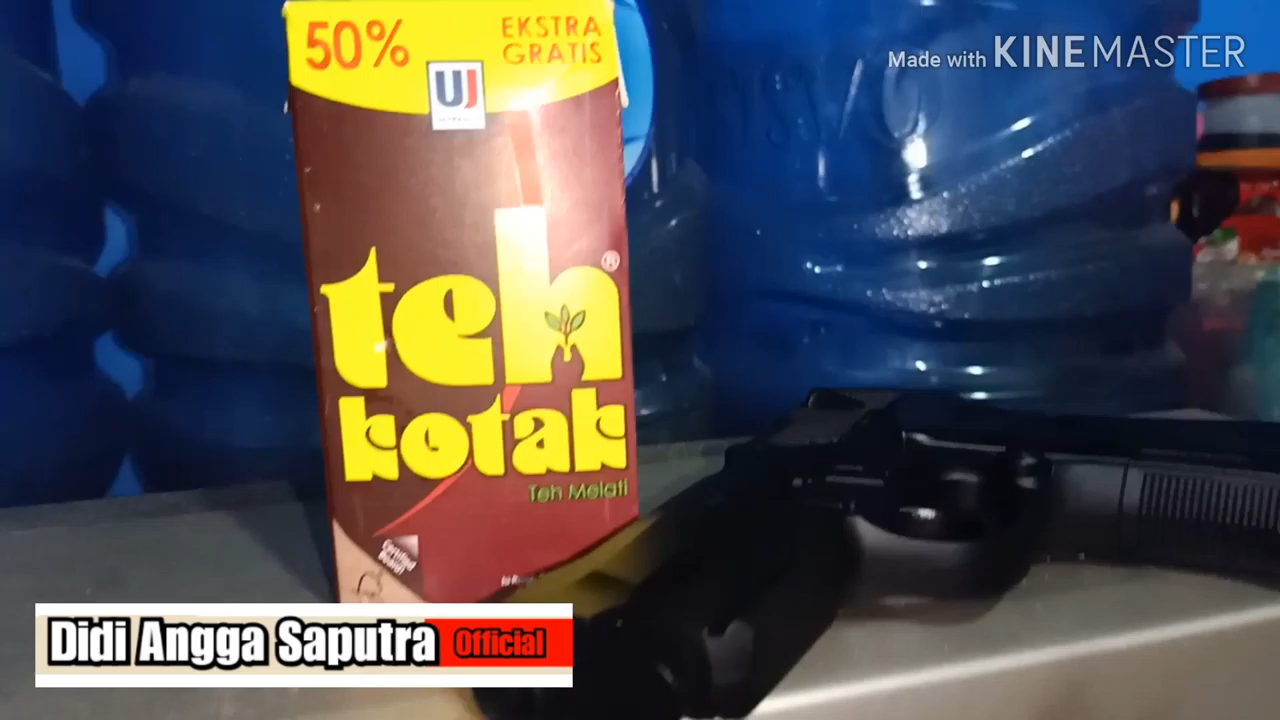 50%
EKSTRA
GRATIS
UJ
Made with KINEMASTER
teh
kotak
®
Teh Melati
Didi Angga Saputra Official